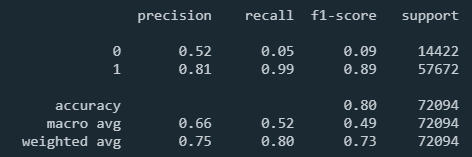 precision recall f1-score support
0 0.52 0.05 0.09 14422
1 0.81 0.99 0.89 57672
accuracy 0.80 72094
macro avg 0.66 0.52 0.49 72094
weighted avg 0.75 0.80 0.73 72094